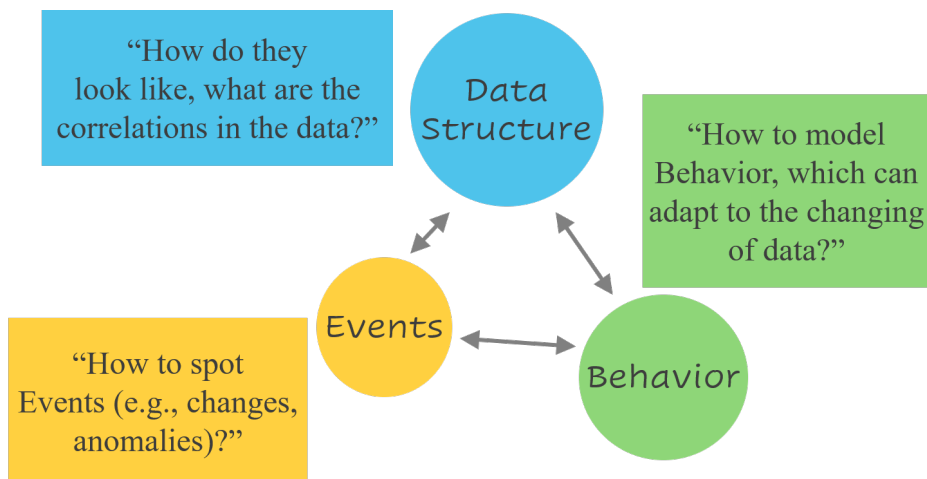 “How do they
look like, what are the
correlations in the data?”
Data
Structure
“How to model
Behavior, which can
adapt to the changing
of data?”
Events
“How to spot
Events (e.g., changes,
anomalies)?”
Behavior